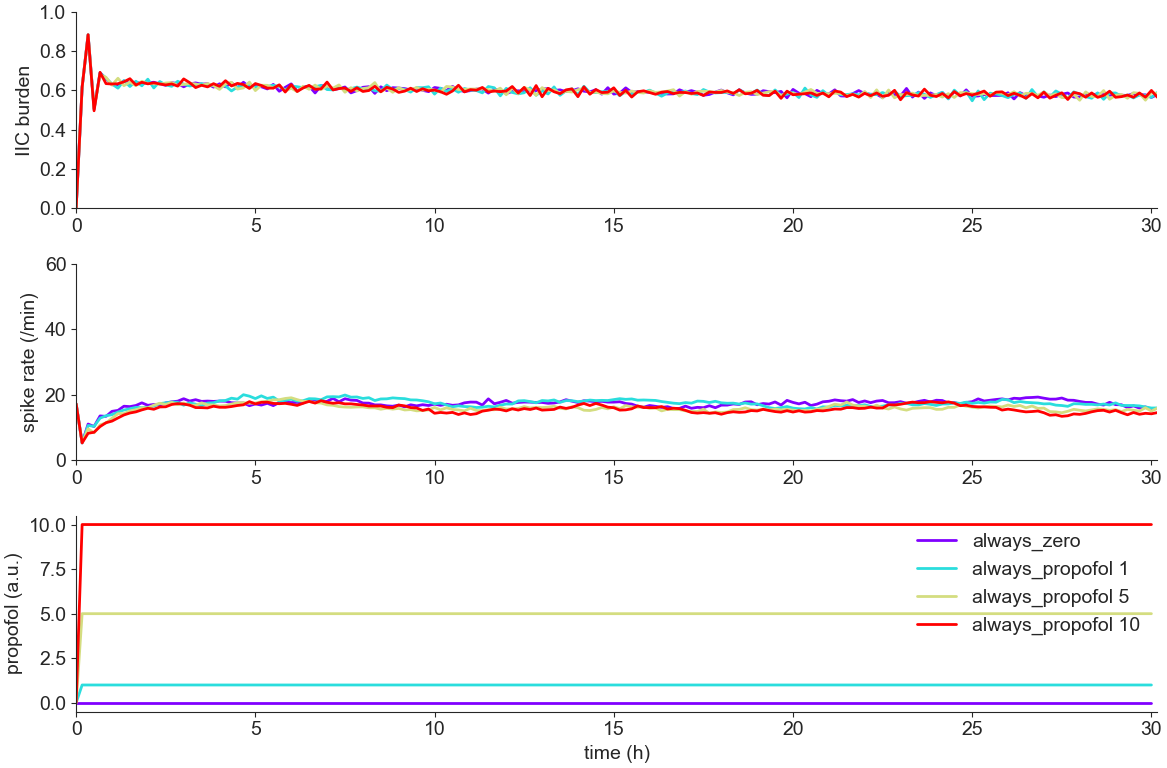 1.0
0.8
0.6
0.4
0.2
0.0
IIC burden
0 5 10 15 20 25 30
60
40
20
0
spike rate (/min)
0 5 10 15 20 25 30
10.0
7.5
5.0
2.5
0.0
propofol (a.u.)
always_zero
always_propofol 1
always_propofol 5
always_propofol 10
0 5 10 15 20 25 30
time (h)